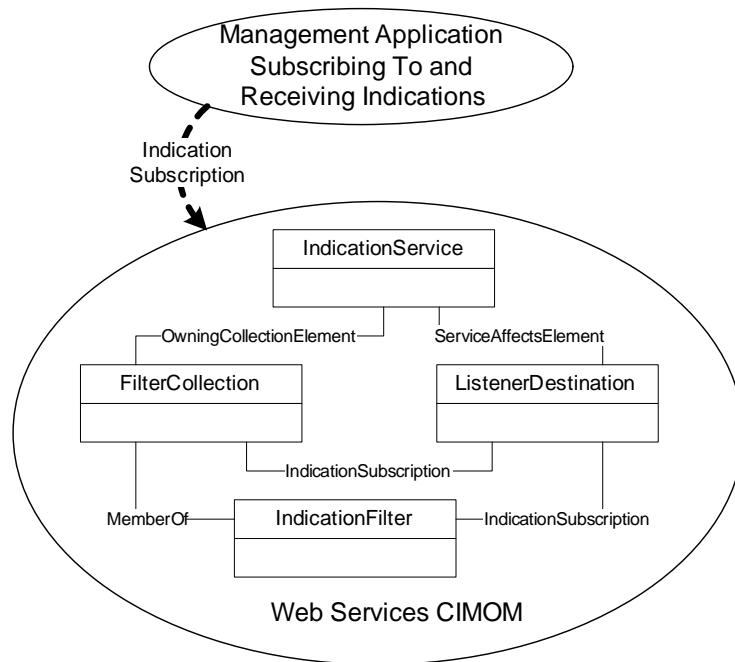 Management Application
Subscribing To and
Receiving Indications
Indication
Subscription
IndicationService
OwningCollectionElement
ServiceAffectsElement
FilterCollection
ListenerDestination
IndicationSubscription
MemberOf
IndicationFilter
IndicationSubscription
Web Services CIMOM